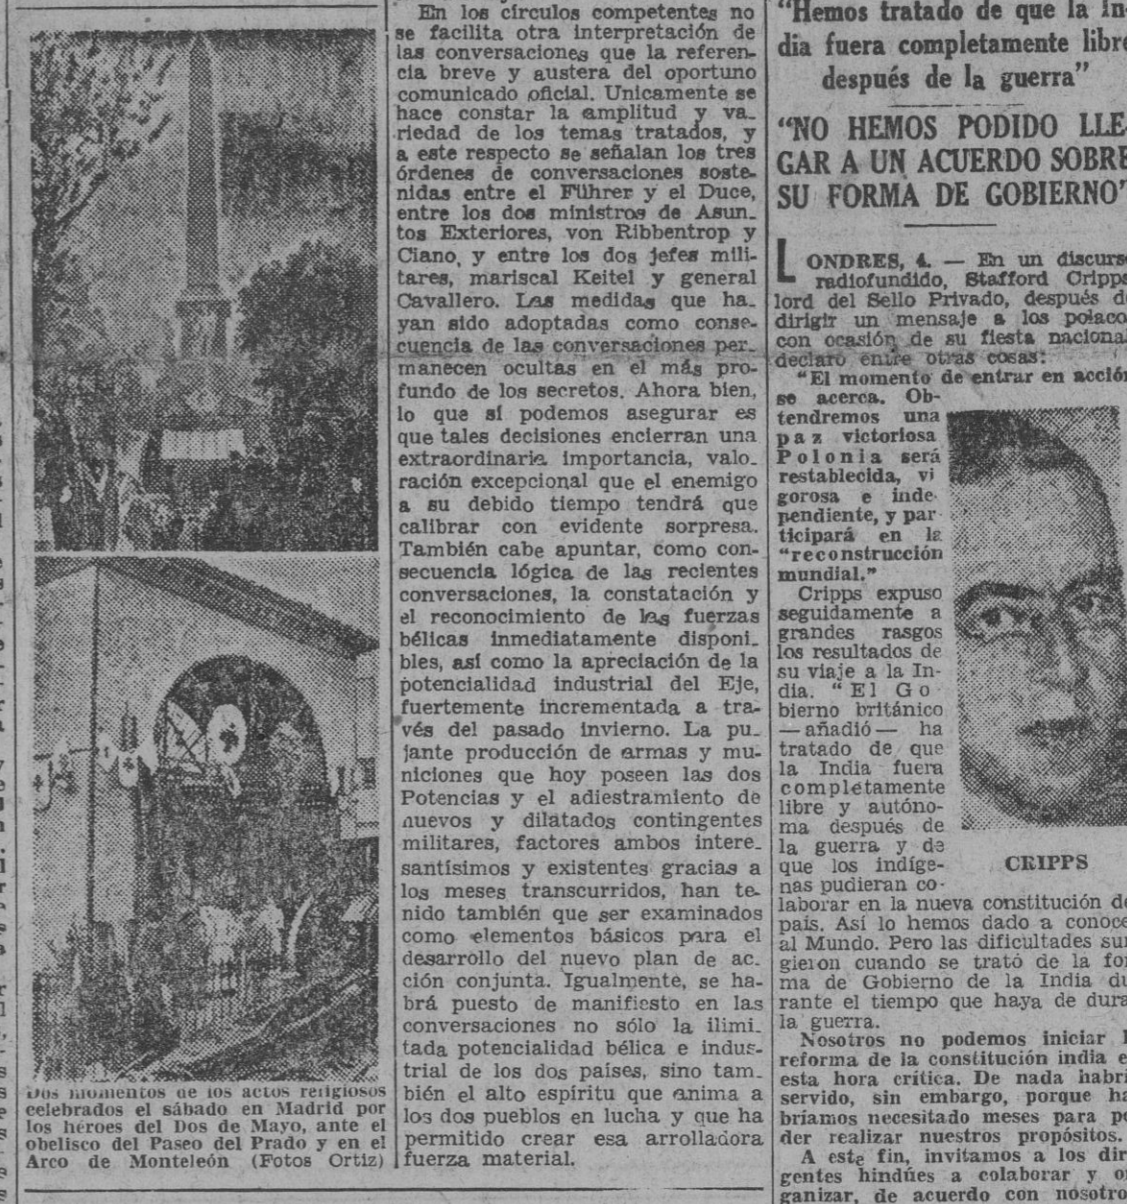 Dos momentos de los actos religiosos
celebrados el sábado en Madrid por
los héroes del Dos de Mayo, ante el
obelisco del Paseo del Prado y en el
Arco de Monteleón (Fotos Ortiz)
En los círculos competentes no
se facilita otra interpretación de
las conversaciones que la referen-
cia breve y austera del oportuno
comunicado oficial. Unicamente se
hace constar la amplitud y va-
riedad de los temas tratados, y
a este respecto se señalan los tres
órdenes de conversaciones soste-
nidas entre el Führer y el Duce,
entre los dos ministros de Asun-
tos Exteriores, von Ribbentrop y
Ciano, y entre los dos jefes mili-
tares, mariscal Keitel y general
Cavallero. Las medidas que ha-
yan sido adoptadas como conse-
cuencia de las conversaciones per-
manecen ocultas en el más pro-
fundo de los secretos. Ahora bien,
lo que sí podemos asegurar es
que tales decisiones encierran una
extraordinaria importancia, valo-
ración excepcional que el enemigo
a su debido tiempo tendrá que
calibrar con evidente sorpresa.
También cabe apuntar, como con-
secuencia lógica de las recientes
conversaciones, la constatación y
el reconocimiento de las fuerzas
bélicas inmediatamente disponi-
bles, así como la apreciación de la
potencialidad industrial del Eje,
fuertemente incrementada a tra-
vés del pasado invierno. La pu-
jante producción de armas y mu-
niciones que hoy poseen las dos
Potencias y el adiestramiento de
nuevos y dilatados contingentes
militares, factores ambos intere-
santísimos y existentes gracias a
los meses transcurridos, han te-
nido también que ser examinados
como elementos básicos para el
desarrollo del nuevo plan de ac-
ción conjunta. Igualmente, se ha-
brá puesto de manifiesto en las
conversaciones no sólo la ilimi-
tada potencialidad bélica e indus-
trial de los dos países, sino tam-
bién el alto espíritu que anima a
los dos pueblos en lucha y que ha
permitido crear esa arrolladora
fuerza material.
"Hemos tratado de que la In-
dia fuera completamente libre
después de la guerra"
"NO HEMOS PODIDO LLE-
GAR A UN ACUERDO SOBRE
SU FORMA DE GOBIERNO"
LONDRES, 4. — En un discurs
radiofundido, Stafford Cripps
lord del Sello Privado, después d
dirigir un mensaje a los polaco
con ocasión de su fiesta nacional
declaró entre otras cosas:
"El momento de entrar en acción
se acerca. Ob-
tendremos una
paz victoriosa
Polonia será
restablecida, vi
gorosa e inde-
pendiente, y par-
ticipará en la
"reconstrucción
mundial."
Cripps expuso
seguidamente a
grandes rasgos
los resultados de
su viaje a la In-
dia. "El Go-
bierno británico
—añadió— ha
tratado de que
la India fuera
completamente
libre y autóno-
ma después de
la guerra y de
que los indíge-
nas pudieran co-
CRIPPS
laborar en la nueva constitución de
país. Así lo hemos dado a conoce
al Mundo. Pero las dificultades sur
gieron cuando se trató de la for
ma de Gobierno de la India du
rante el tiempo que haya de dura
la guerra.
Nosotros no podemos iniciar l
reforma de la constitución india e
esta hora crítica. De nada habrí
servido, sin embargo, porque ha
bríamos necesitado meses para po
der realizar nuestros propósitos.
A este fin, invitamos a los diri
gentes hindúes a colaborar y or
ganizar, de acuerdo con nosotro